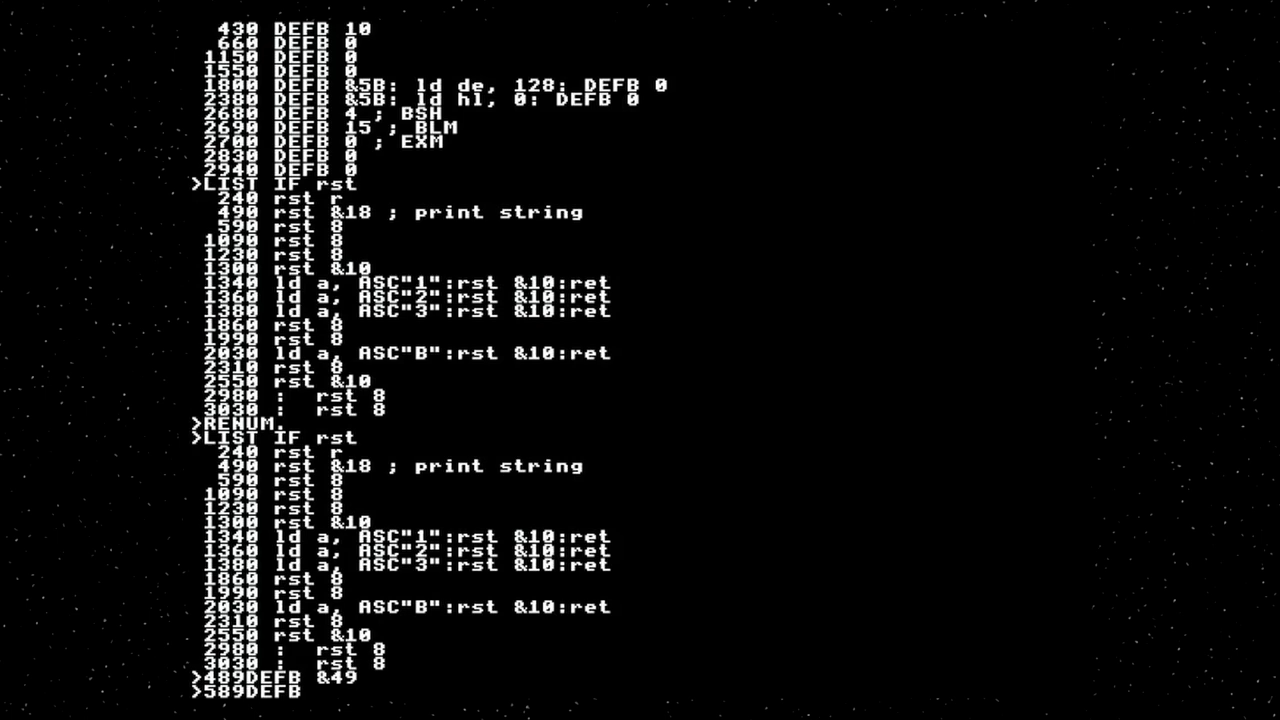 430 DEFB 10
660 DEFB 0
1150 DEFB 0
1550 DEFB 0
1800 DEFB &5B: ld de, 128: DEFB 0
2380 DEFB &5B: ld hl, 0: DEFB 0
2680 DEFB 4 ; BSH
2690 DEFB 15 ; BLM
2700 DEFB 0 ; EXM
2830 DEFB 0
2940 DEFB 0
>LIST IF rst
240 rst r
490 rst &18 ; print string
590 rst 8
1090 rst 8
1230 rst 8
1300 rst &10
1340 ld a, ASC"1":rst &10:ret
1360 ld a, ASC"2":rst &10:ret
1380 ld a, ASC"3":rst &10:ret
1860 rst 8
1990 rst 8
2030 ld a, ASC"B":rst &10:ret
2310 rst 8
2550 rst &10
2980 :  rst 8
3030 :  rst 8
>RENUM.
>LIST IF rst
240 rst r
490 rst &18 ; print string
590 rst 8
1090 rst 8
1230 rst 8
1300 rst &10
1340 ld a, ASC"1":rst &10:ret
1360 ld a, ASC"2":rst &10:ret
1380 ld a, ASC"3":rst &10:ret
1860 rst 8
1990 rst 8
2030 ld a, ASC"B":rst &10:ret
2310 rst 8
2550 rst &10
2980 :  rst 8
3030 :  rst 8
>489DEFB &49
>589DEFB